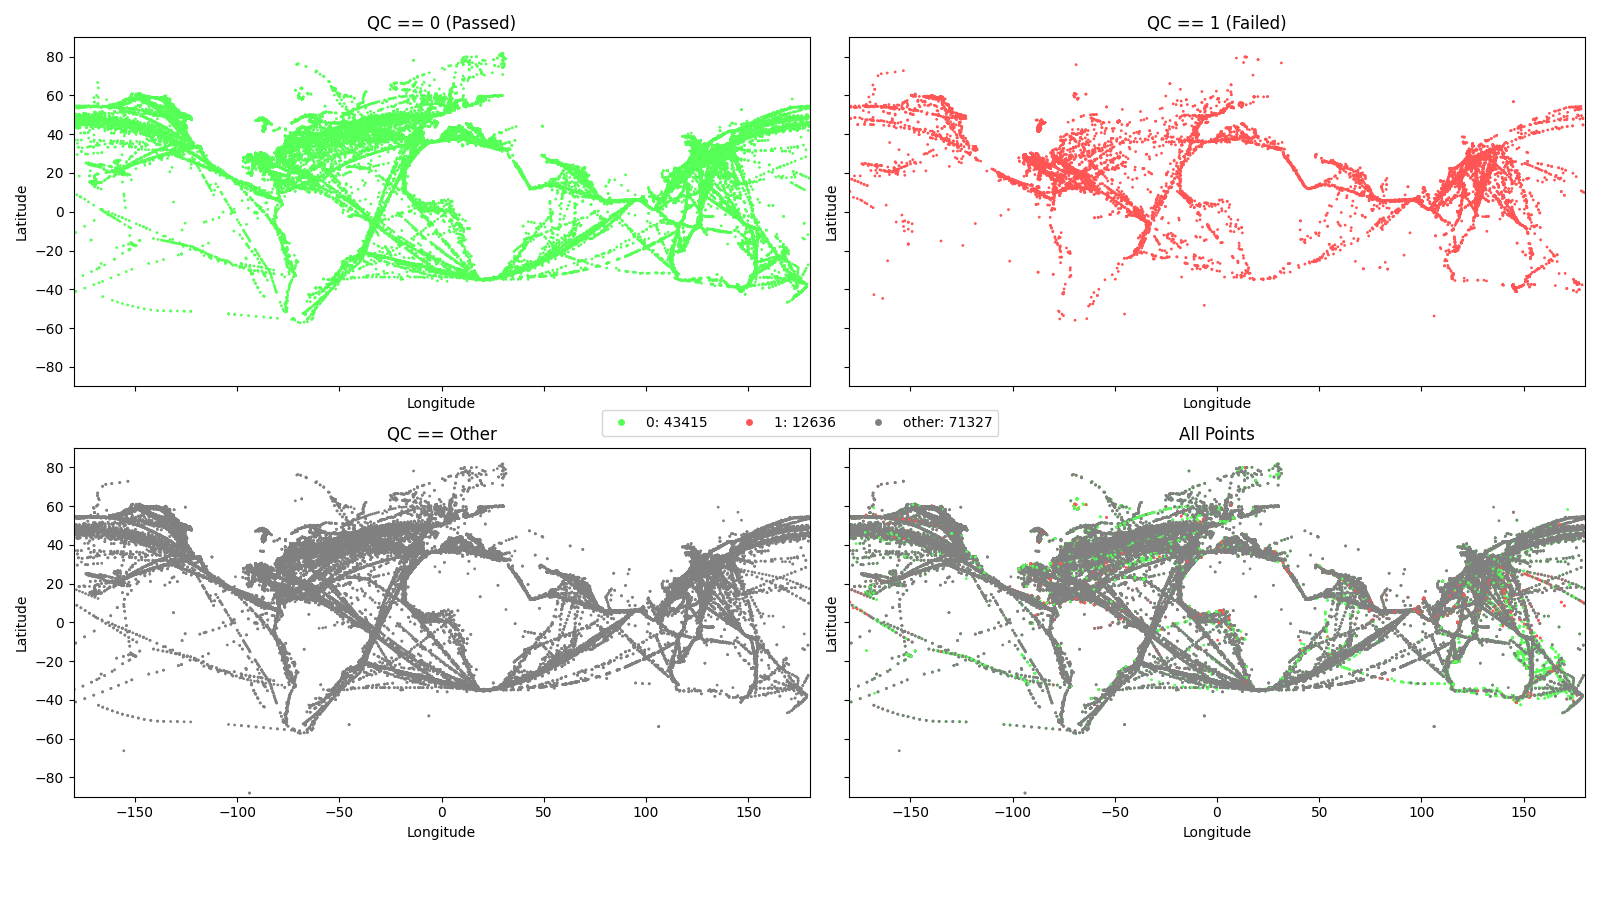 QC == 0 (Passed)
QC == 1 (Failed)
80
60
40
20
0
−20
−40
−60
−80
Latitude
Latitude
Longitude
Longitude
0: 43415
1: 12636
other: 71327
QC == Other
All Points
80
60
40
20
0
−20
−40
−60
−80
Latitude
Latitude
−150
−100
−50
0
50
100
150
−150
−100
−50
0
50
100
150
Longitude
Longitude